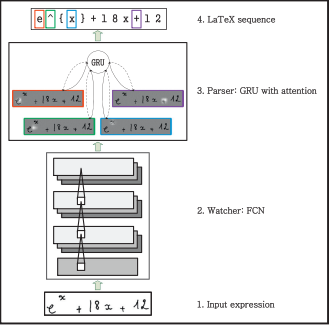 e ^ { x } + 1 8 x + 1 2
4. LaTeX sequence
GRU
3. Parser: GRU with attention
e^x + 18x + 12
e^x + 18x + 12
e^x + 18x + 12
e^x + 18x + 12
2. Watcher: FCN
e^x + 18x + 12
1. Input expression